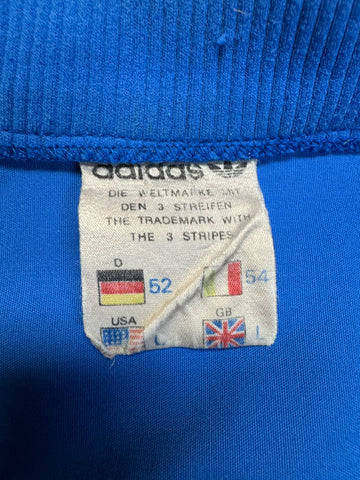 adidas
DIE WELTMARKE MIT
DEN 3 STREIFEN
THE TRADEMARK WITH
THE 3 STRIPES
D
52 54
USA GB
L L